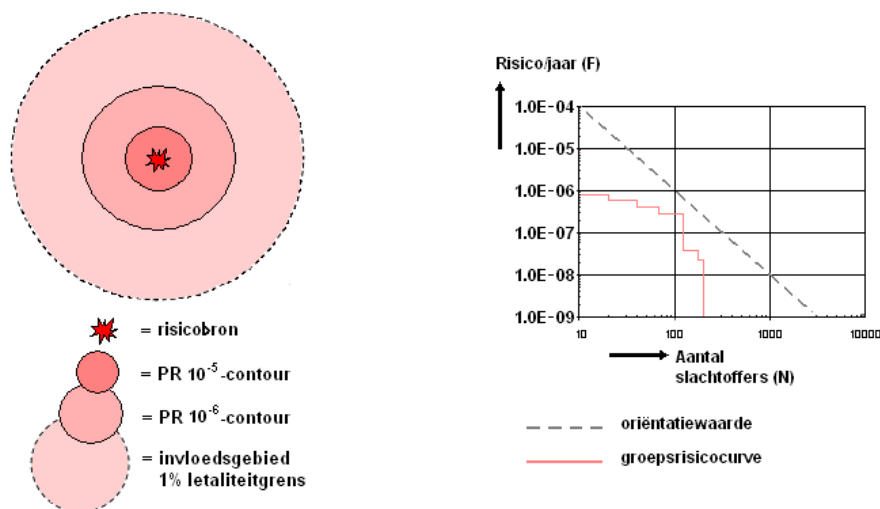 = risicobron
= PR 10-5-contour
= PR 10-6-contour
= invloedsgebied
1% letaliteitgrens
Risico/jaar (F)
1.0E-04
1.0E-05
1.0E-06
1.0E-07
1.0E-08
1.0E-09
10 100 1000 10000
Aantal
slachtoffers (N)
oriëntatiewaarde
groepsrisicocurve